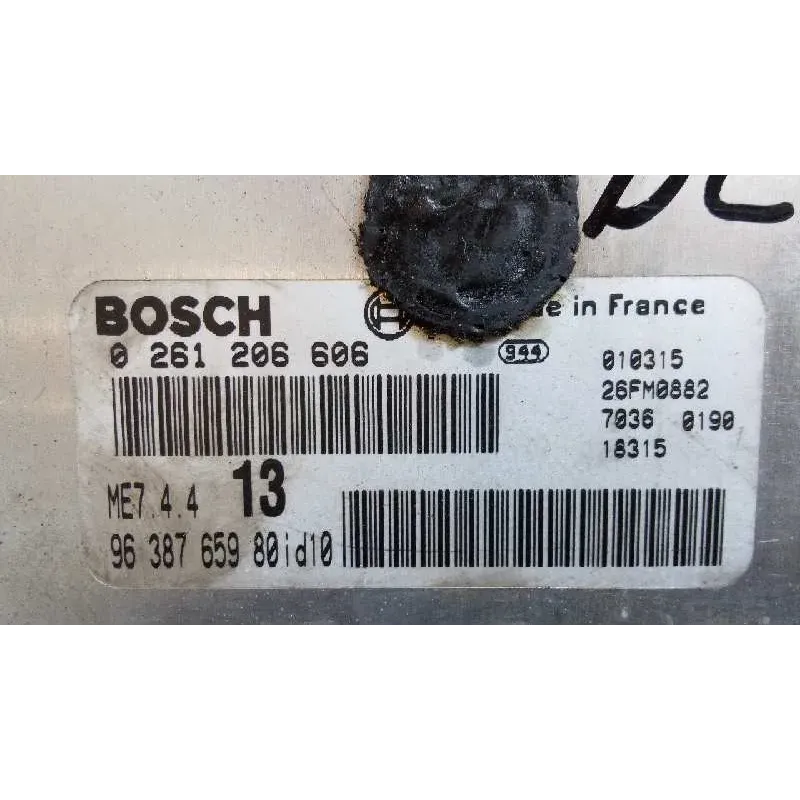 BOSCH
in France
0 261 206 606
944
010315
26FM0882
7036 0190
18315
ME7.4.4 13
96 387 659 80id10